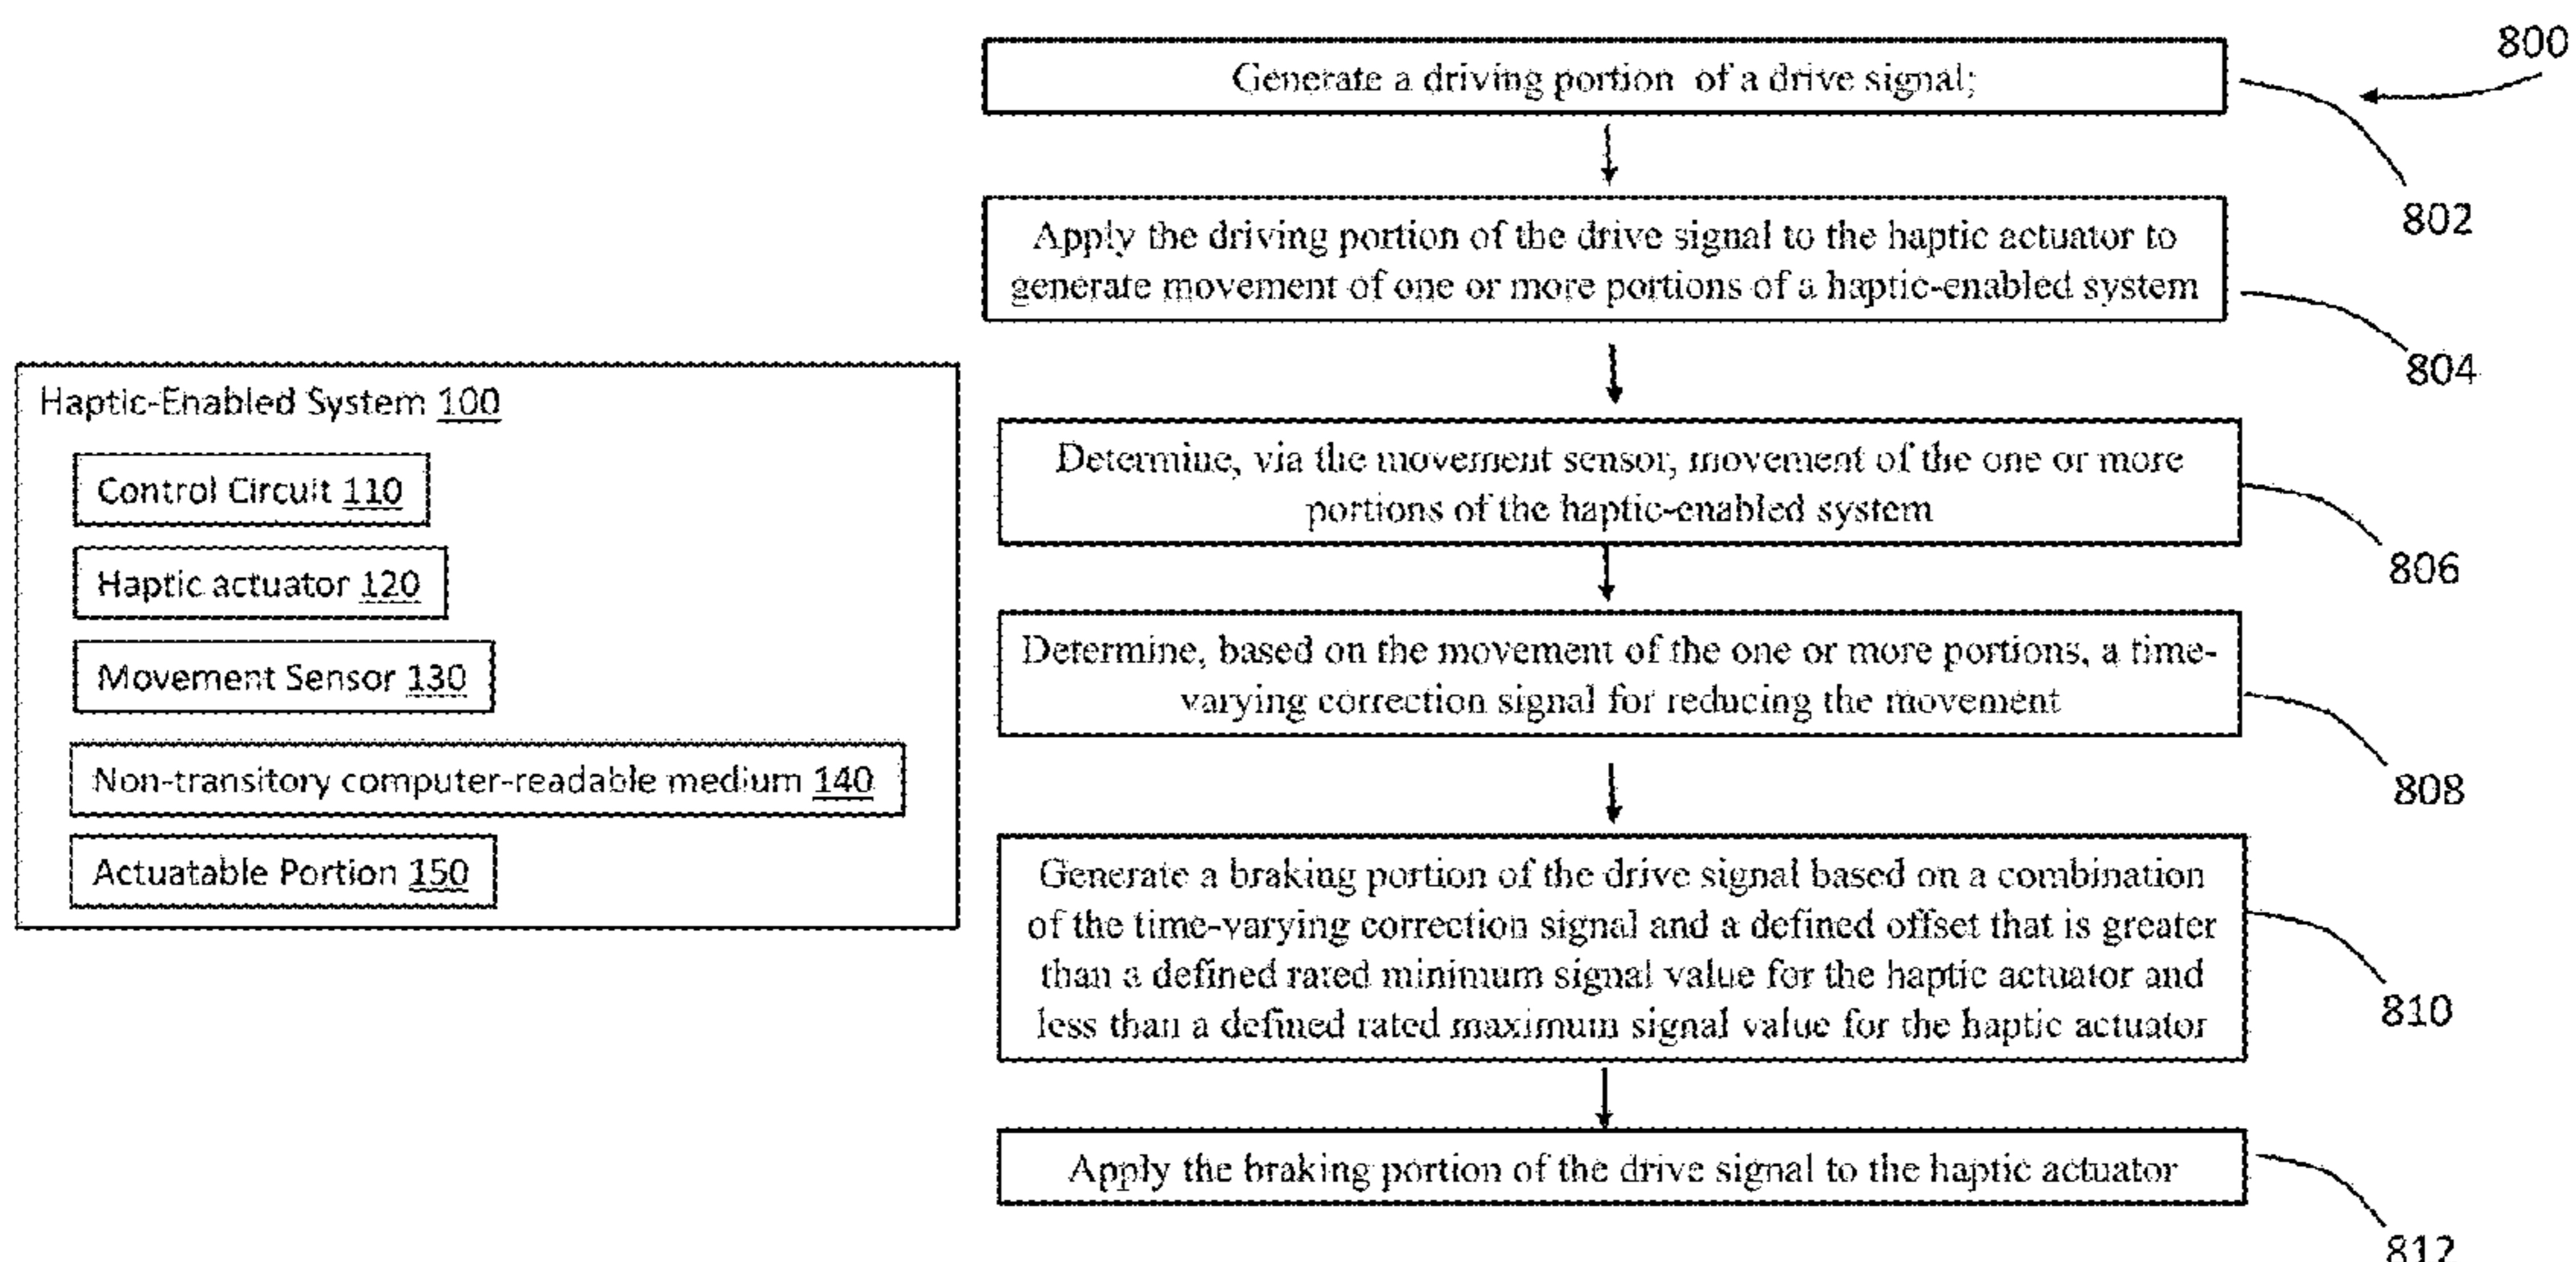 800
Generate a driving portion of a drive signal;
802
Apply the driving portion of the drive signal to the haptic actuator to
generate movement of one or more portions of a haptic-enabled system
804
Haptic-Enabled System 100
Control Circuit 110
Haptic actuator 120
Movement Sensor 130
Non-transitory computer-readable medium 140
Actuatable Portion 150
Determine, via the movement sensor, movement of the one or more
portions of the haptic-enabled system
806
Determine, based on the movement of the one or more portions, a time-
varying correction signal for reducing the movement
808
Generate a braking portion of the drive signal based on a combination
of the time-varying correction signal and a defined offset that is greater
than a defined rated minimum signal value for the haptic actuator and
less than a defined rated maximum signal value for the haptic actuator
810
Apply the braking portion of the drive signal to the haptic actuator
812